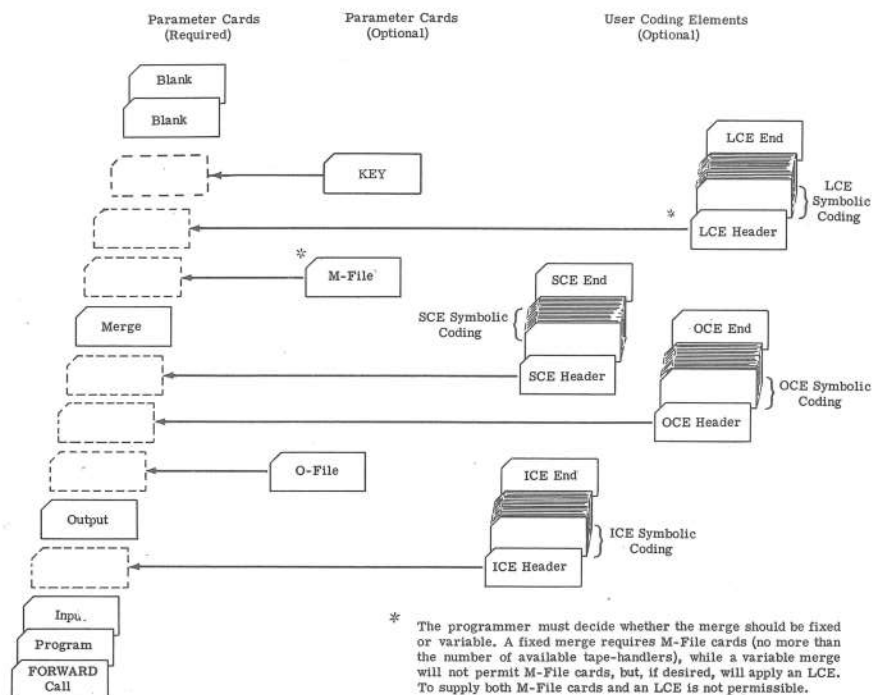 Parameter Cards
(Required)
Parameter Cards
(Optional)
User Coding Elements
(Optional)
Blank
Blank
LCE End
KEY
LCE
Symbolic
Coding
*
LCE Header
*
M-File
SCE End
SCE Symbolic
Coding
Merge
OCE End
SCE Header
OCE Symbolic
Coding
OCE Header
O-File
ICE End
Output
ICE Symbolic
Coding
ICE Header
Input
Program
FORWARD
Call
* The programmer must decide whether the merge should be fixed
or variable. A fixed merge requires M-File cards (no more than
the number of available tape-handlers), while a variable merge
will not permit M-File cards, but, if desired, will apply an LCE.
To supply both M-File cards and an LCE is not permissible.